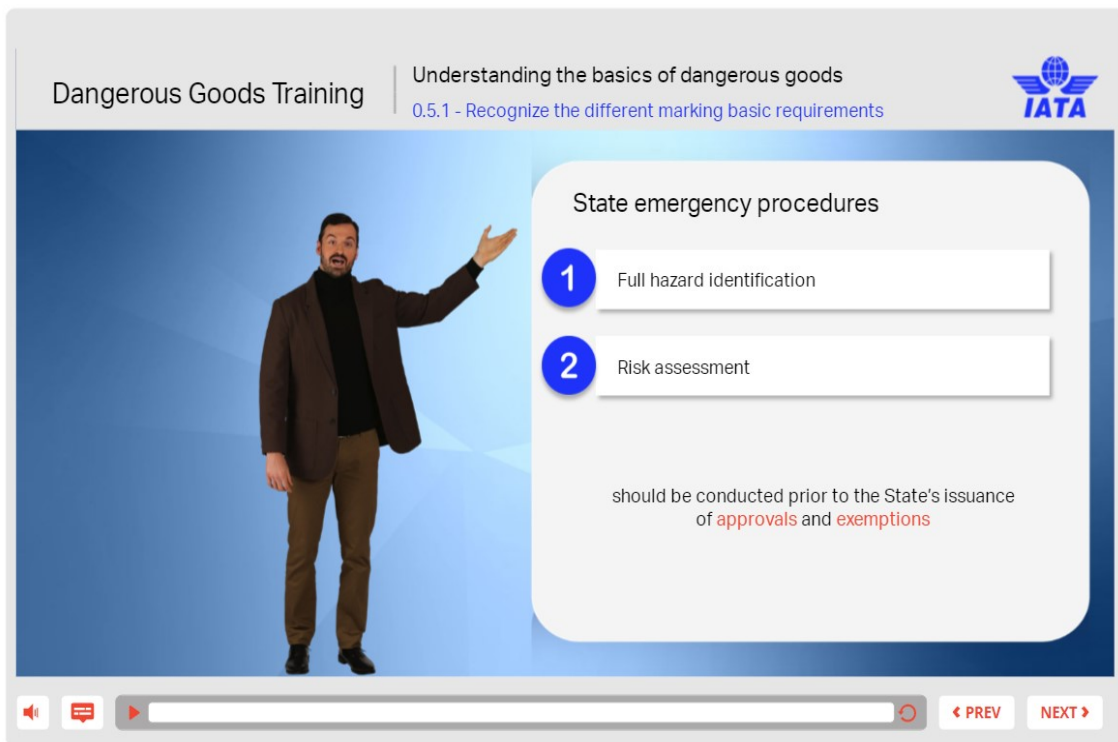 Dangerous Goods Training
Understanding the basics of dangerous goods
0.5.1 - Recognize the different marking basic requirements
IATA
State emergency procedures
1
Full hazard identification
2
Risk assessment
should be conducted prior to the State's issuance
of approvals and exemptions
PREV
NEXT